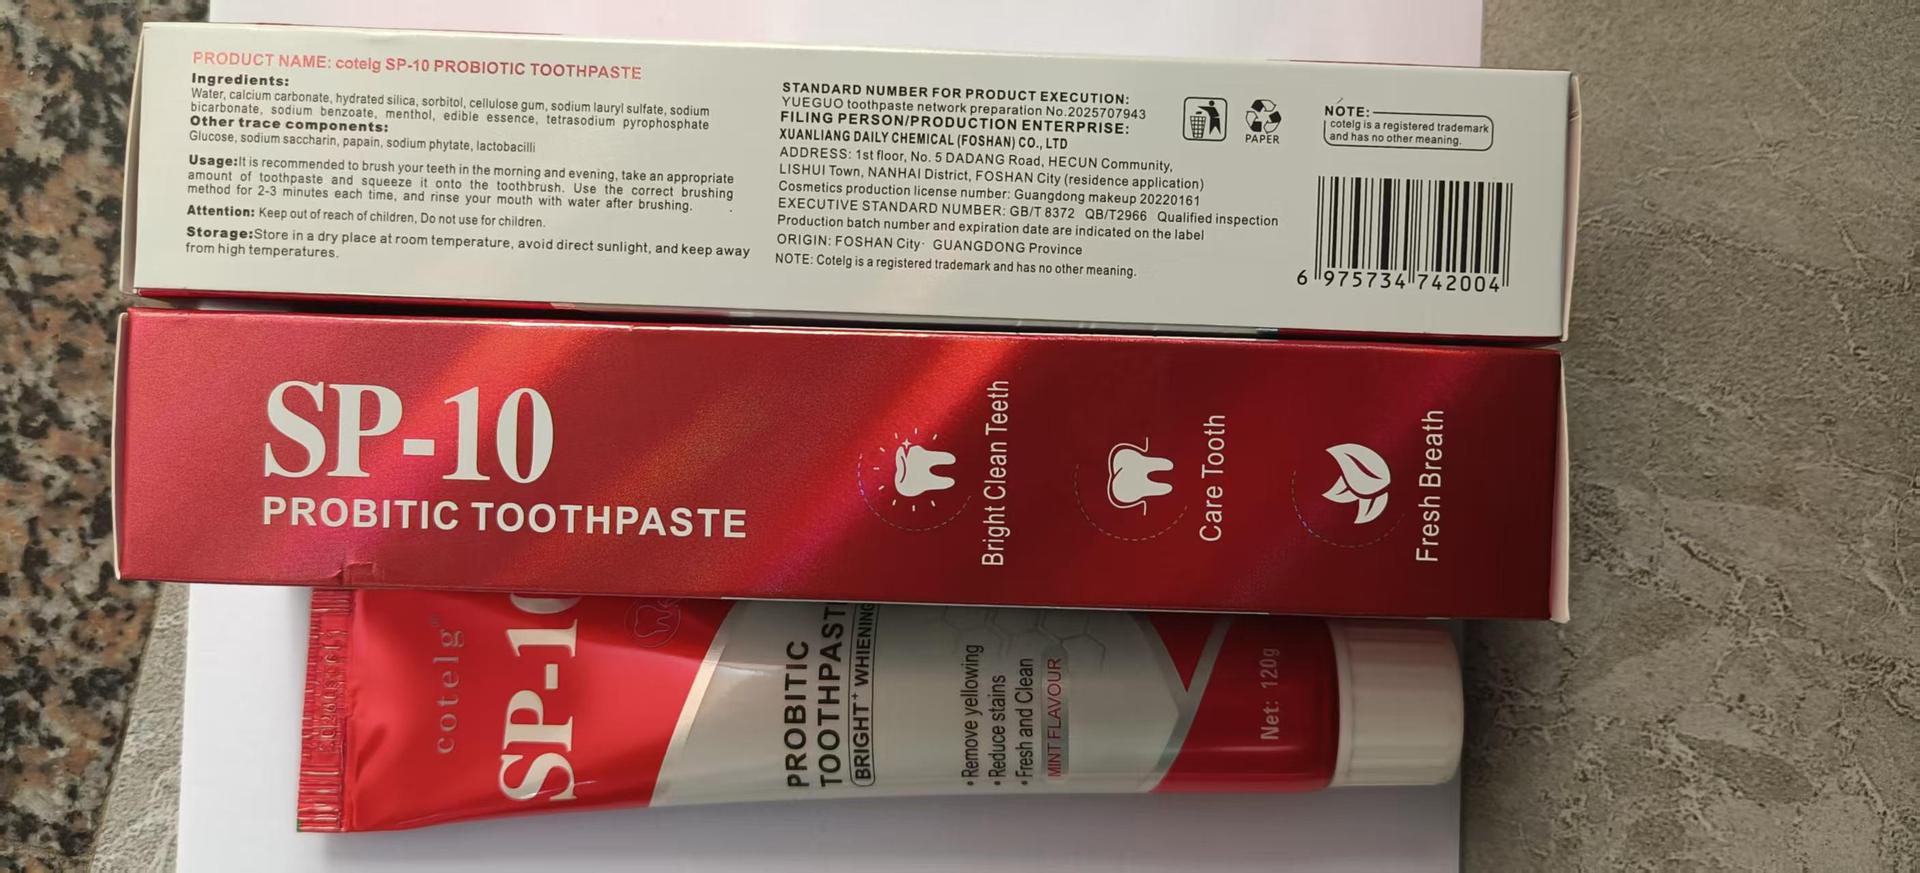 PRODUCT NAME: cotelg SP-10 PROBIOTIC TOOTHPASTE
Ingredients:
Water, calcium carbonate, hydrated silica, sorbitol, cellulose gum, sodium lauryl sulfate, sodium
bicarbonate, sodium benzoate, menthol, edible essence, tetrasodium pyrophosphate
Other trace components:
Glucose, sodium saccharin, papain, sodium phytate, lactobacilli
Usage:It is recommended to brush your teeth in the morning and evening, take an appropriate
amount of toothpaste and squeeze it onto the toothbrush. Use the correct brushing
method for 2-3 minutes each time, and rinse your mouth with water after brushing.
Attention: Keep out of reach of children, Do not use for children.
Storage:Store in a dry place at room temperature, avoid direct sunlight, and keep away
from high temperatures.
STANDARD NUMBER FOR PRODUCT EXECUTION:
YUEGUO toothpaste network preparation No.2025707943
FILING PERSON/PRODUCTION ENTERPRISE:
XUANLIANG DAILY CHEMICAL (FOSHAN) CO., LTD
ADDRESS: 1st floor, No. 5 DADANG Road, HECUN Community,
LISHUI Town, NANHAI District, FOSHAN City (residence application)
Cosmetics production license number: Guangdong makeup 20220161
EXECUTIVE STANDARD NUMBER: GB/T 8372 QB/T2966 Qualified inspection
Production batch number and expiration date are indicated on the label
ORIGIN: FOSHAN City· GUANGDONG Province
NOTE: Cotelg is a registered trademark and has no other meaning.
PAPER
NOTE:
cotelg is a registered trademark
and has no other meaning.
6 975734 742004
SP-10
PROBITIC TOOTHPASTE
Bright Clean Teeth
Care Tooth
Fresh Breath
cotelg®
SP-10
PROBITIC
TOOTHPAST
BRIGHT⁺ WHIENING
• Remove yellowing
• Reduce stains
• Fresh and Clean
MINT FLAVOUR
Net: 120g